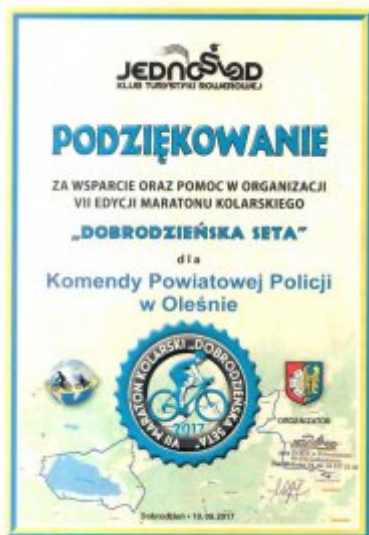 JEDNOŚLAD
KLUB TURYSTYKI ROWEROWEJ
PODZIĘKOWANIE
ZA WSPARCIE ORAZ POMOC W ORGANIZACJI
VII EDYCJI MARATONU KOLARSKIEGO
„DOBRODZIEŃSKA SETA”
dla
Komendy Powiatowej Policji
w Oleśnie
VII MARATON KOLARSKI „DOBRODZIEŃSKA SETA”
2017
ORGANIZATOR
Dobrodzień • 10.09.2017